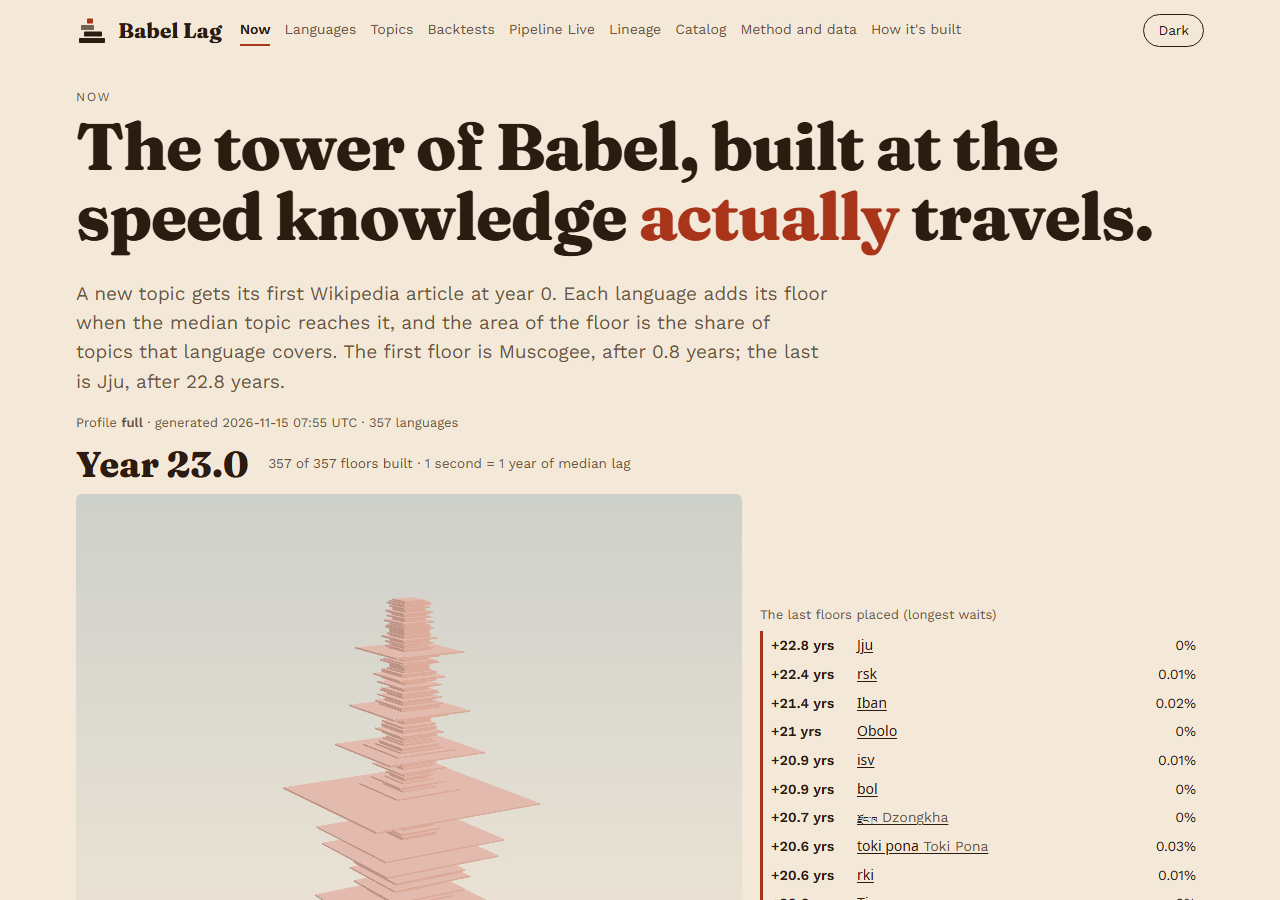 Babel Lag
Now Languages Topics Backtests Pipeline Live Lineage Catalog Method and data How it's built
Dark
NOW
The tower of Babel, built at the
speed knowledge actually travels.
A new topic gets its first Wikipedia article at year 0. Each language adds its floor
when the median topic reaches it, and the area of the floor is the share of
topics that language covers. The first floor is Muscogee, after 0.8 years; the last
is Jju, after 22.8 years.
Profile full · generated 2026-11-15 07:55 UTC · 357 languages
Year 23.0 357 of 357 floors built · 1 second = 1 year of median lag
The last floors placed (longest waits)
+22.8 yrs Jju 0%
+22.4 yrs rsk 0.01%
+21.4 yrs Iban 0.02%
+21 yrs Obolo 0%
+20.9 yrs isv 0.01%
+20.9 yrs bol 0%
+20.7 yrs Dzongkha 0%
+20.6 yrs toki pona Toki Pona 0.03%
+20.6 yrs rki 0.01%